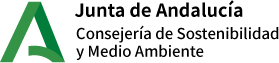 Junta de Andalucía
Consejería de Sostenibilidad
y Medio Ambiente